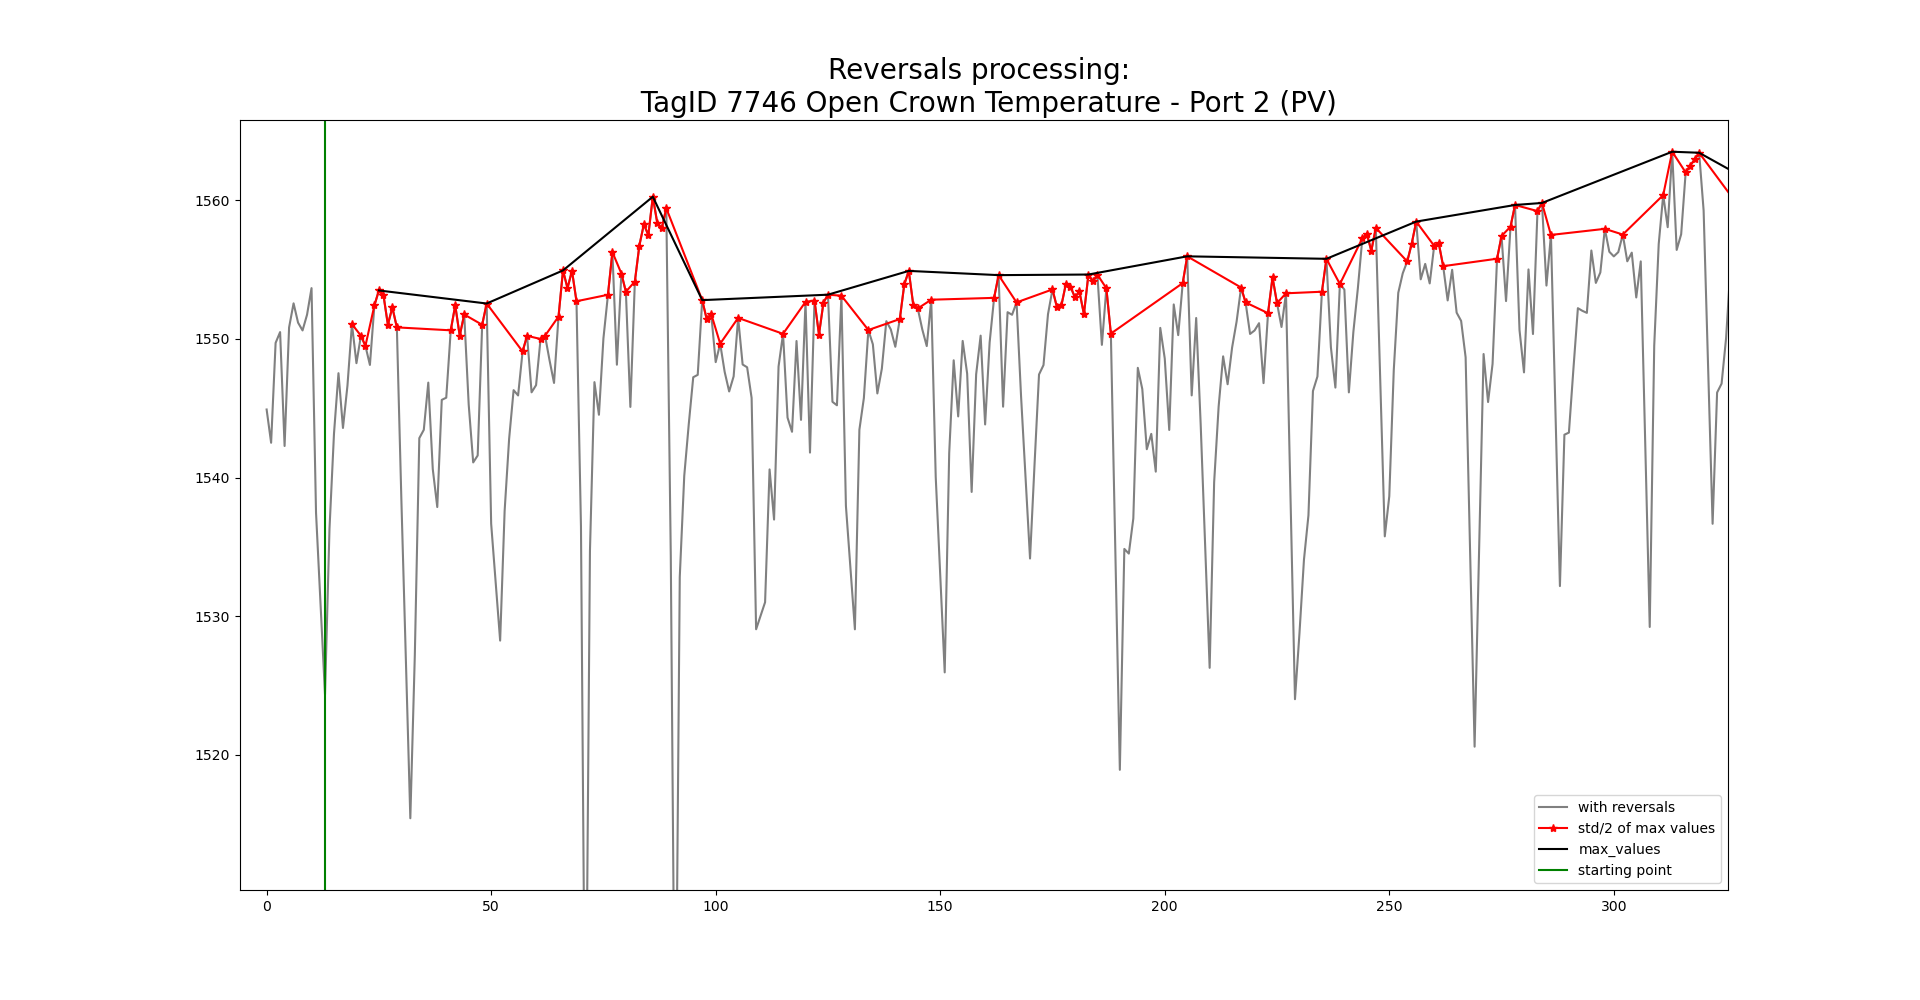 Reversals processing:
TagID 7746 Open Crown Temperature - Port 2 (PV)
1560
1550
1540
1530
1520
with reversals
std/2 of max values
max_values
starting point
0 50 100 150 200 250 300